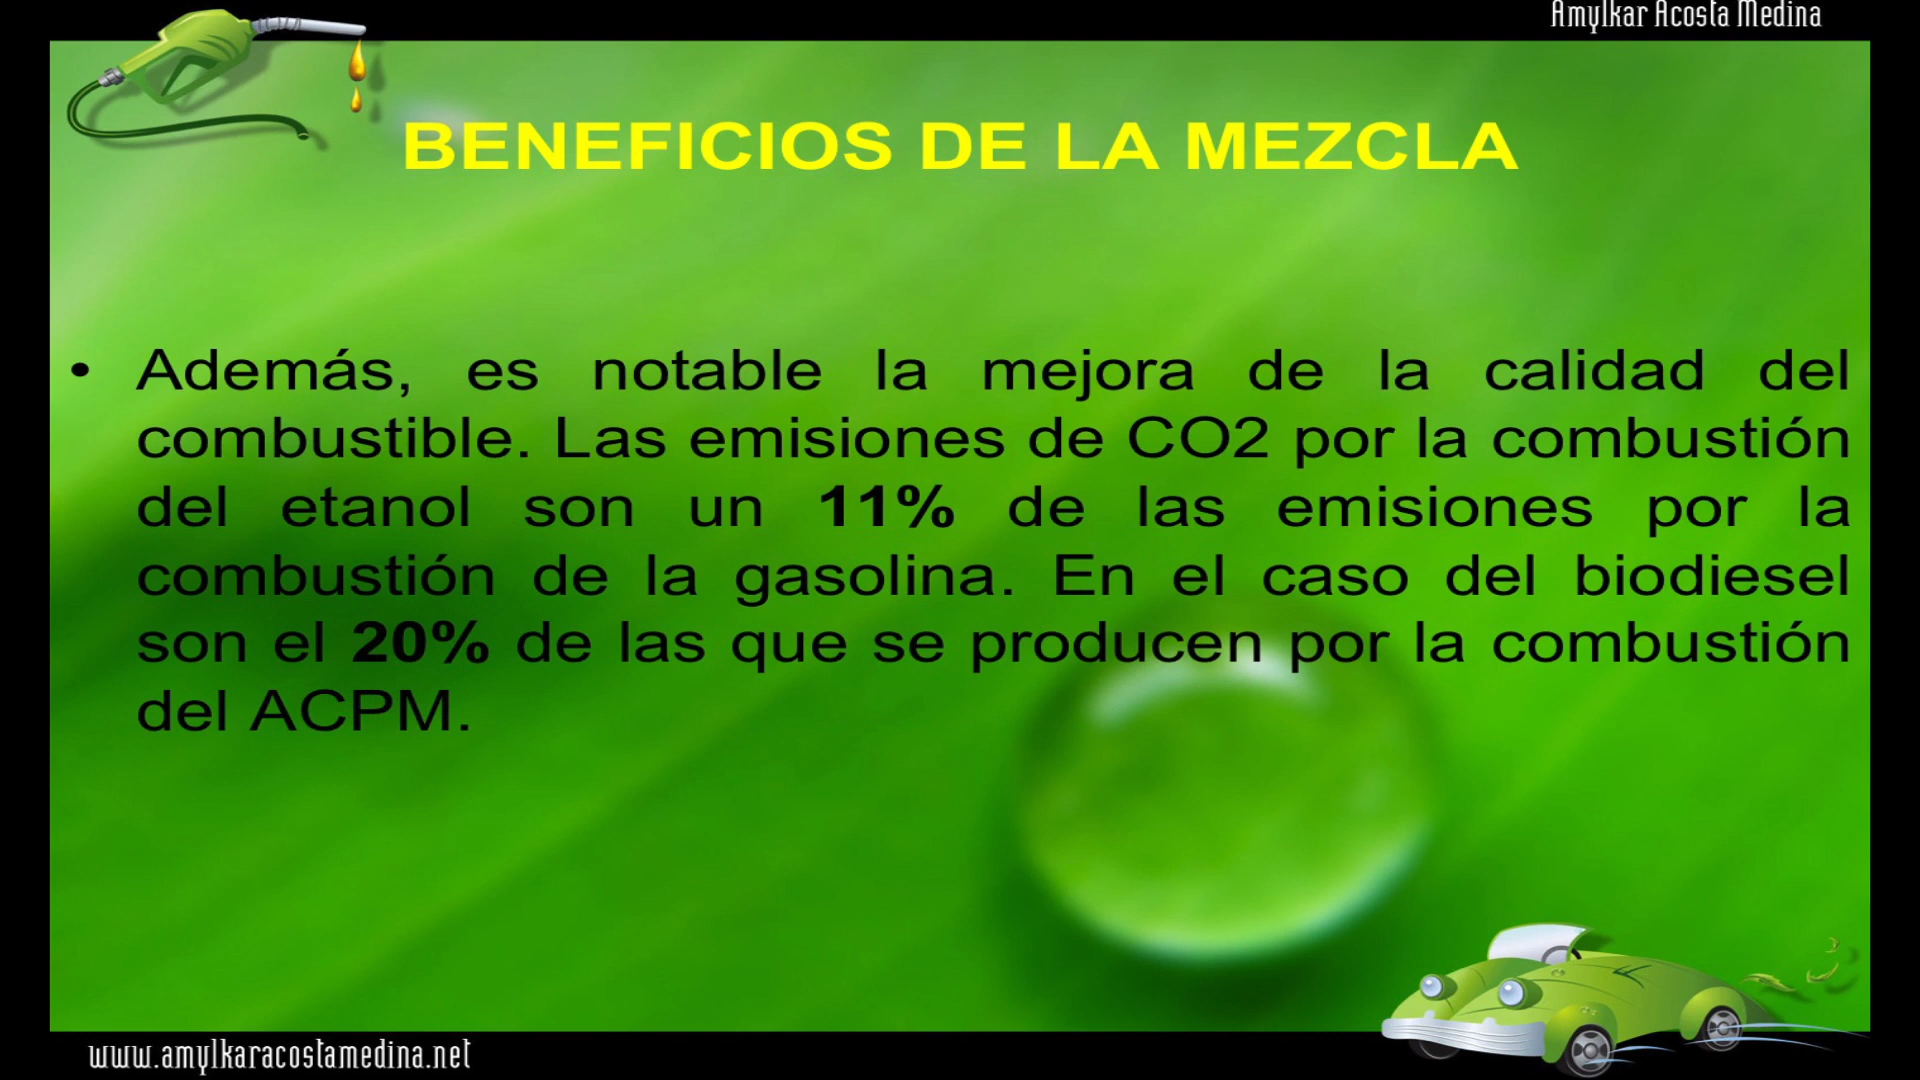 Amylkar Acosta Medina
BENEFICIOS DE LA MEZCLA
• Además, es notable la mejora de la calidad del
combustible. Las emisiones de CO2 por la combustión
del etanol son un 11% de las emisiones por la
combustión de la gasolina. En el caso del biodiesel
son el 20% de las que se producen por la combustión
del ACPM.
www.amylkaracostamedina.net